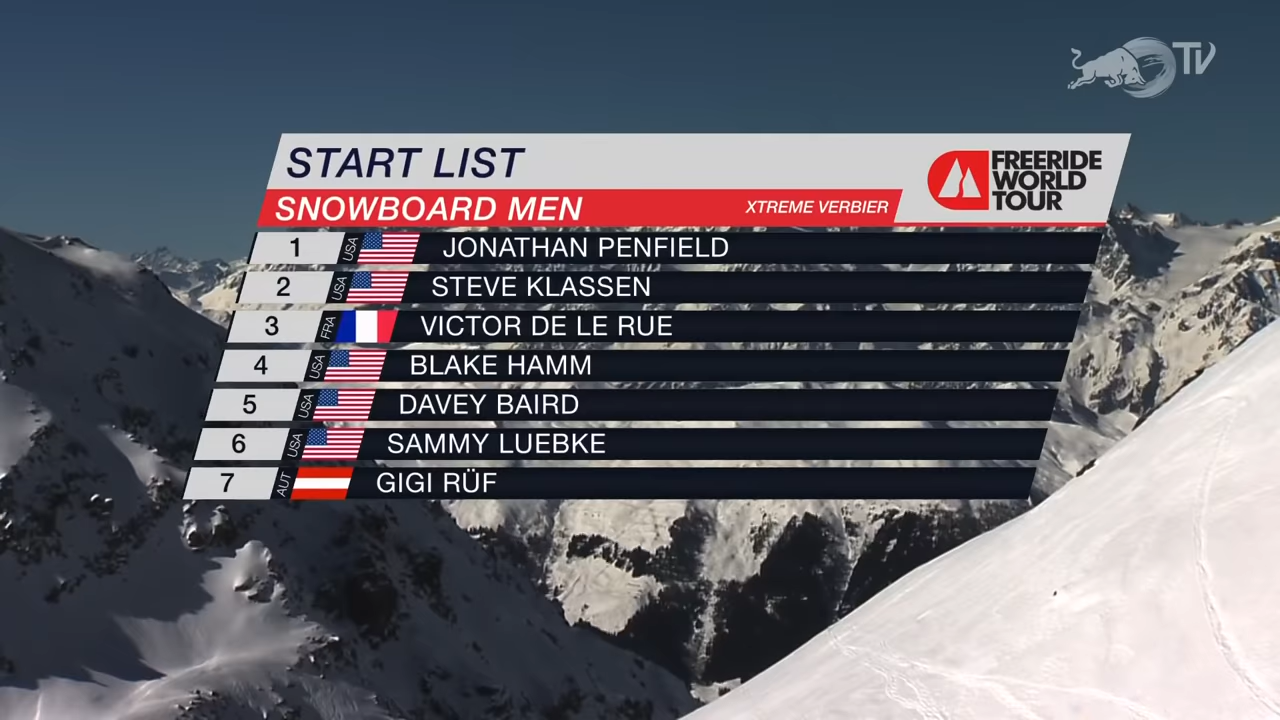 TV
START LIST
FREERIDE
WORLD
TOUR
SNOWBOARD MEN
XTREME VERBIER
1 USA JONATHAN PENFIELD
2 USA STEVE KLASSEN
3 FRA VICTOR DE LE RUE
4 USA BLAKE HAMM
5 USA DAVEY BAIRD
6 USA SAMMY LUEBKE
7 AUT GIGI RÜF